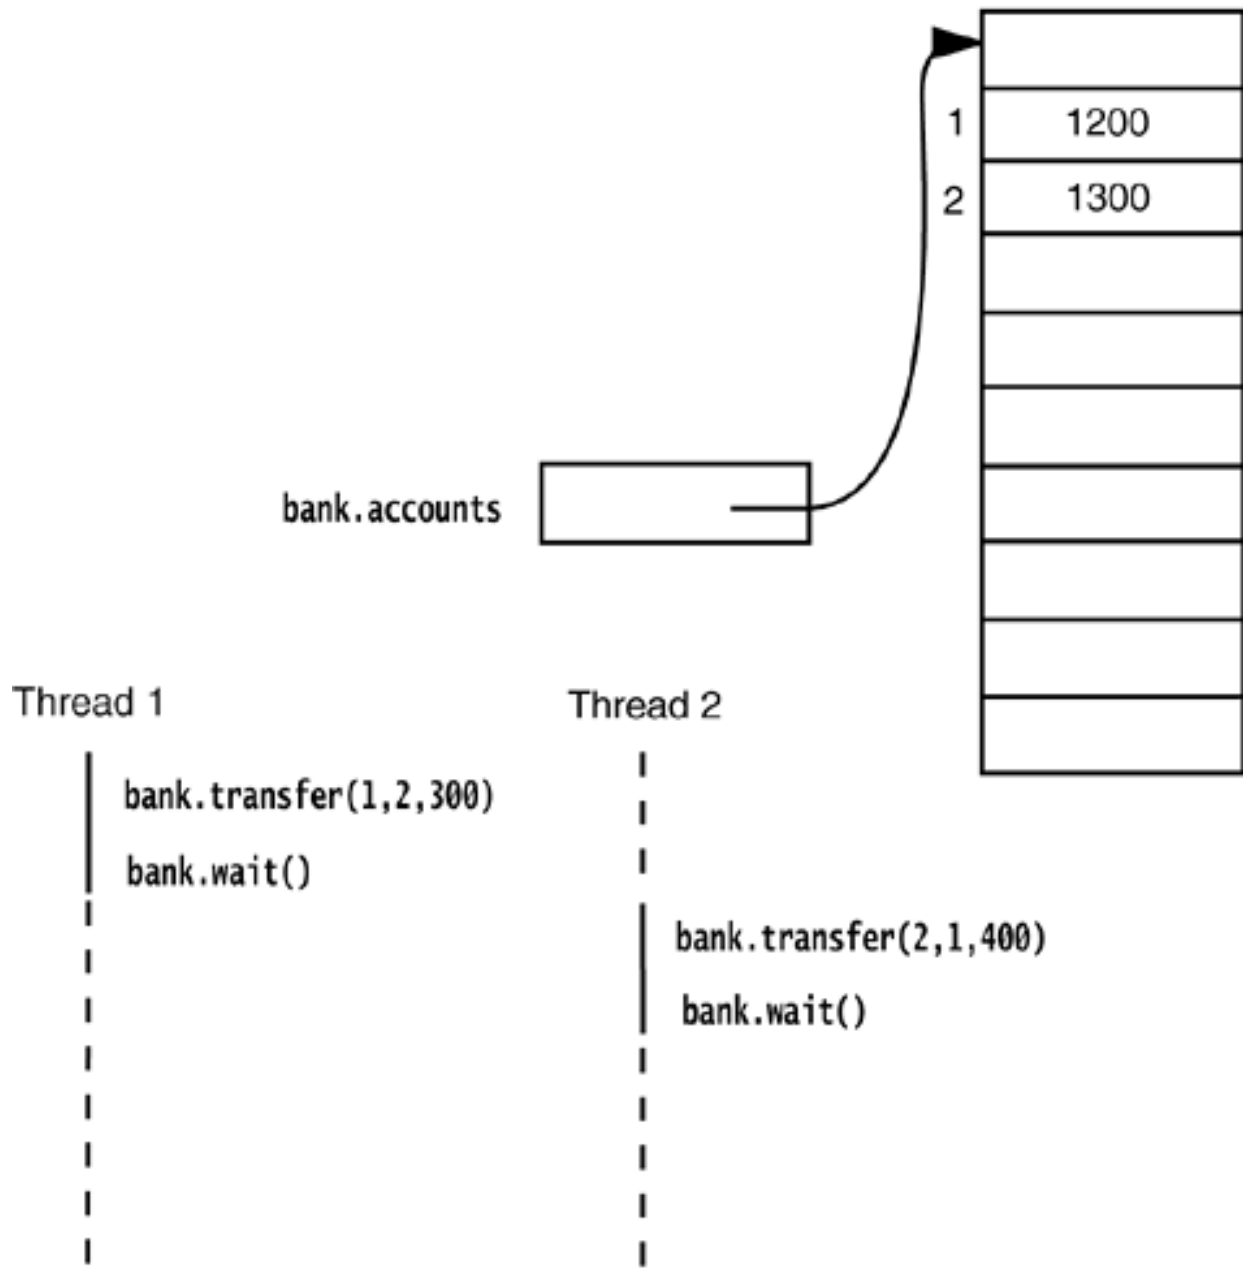 1 1200
2 1300
bank.accounts
Thread 1
Thread 2
bank.transfer(1,2,300)
bank.wait()
bank.transfer(2,1,400)
bank.wait()